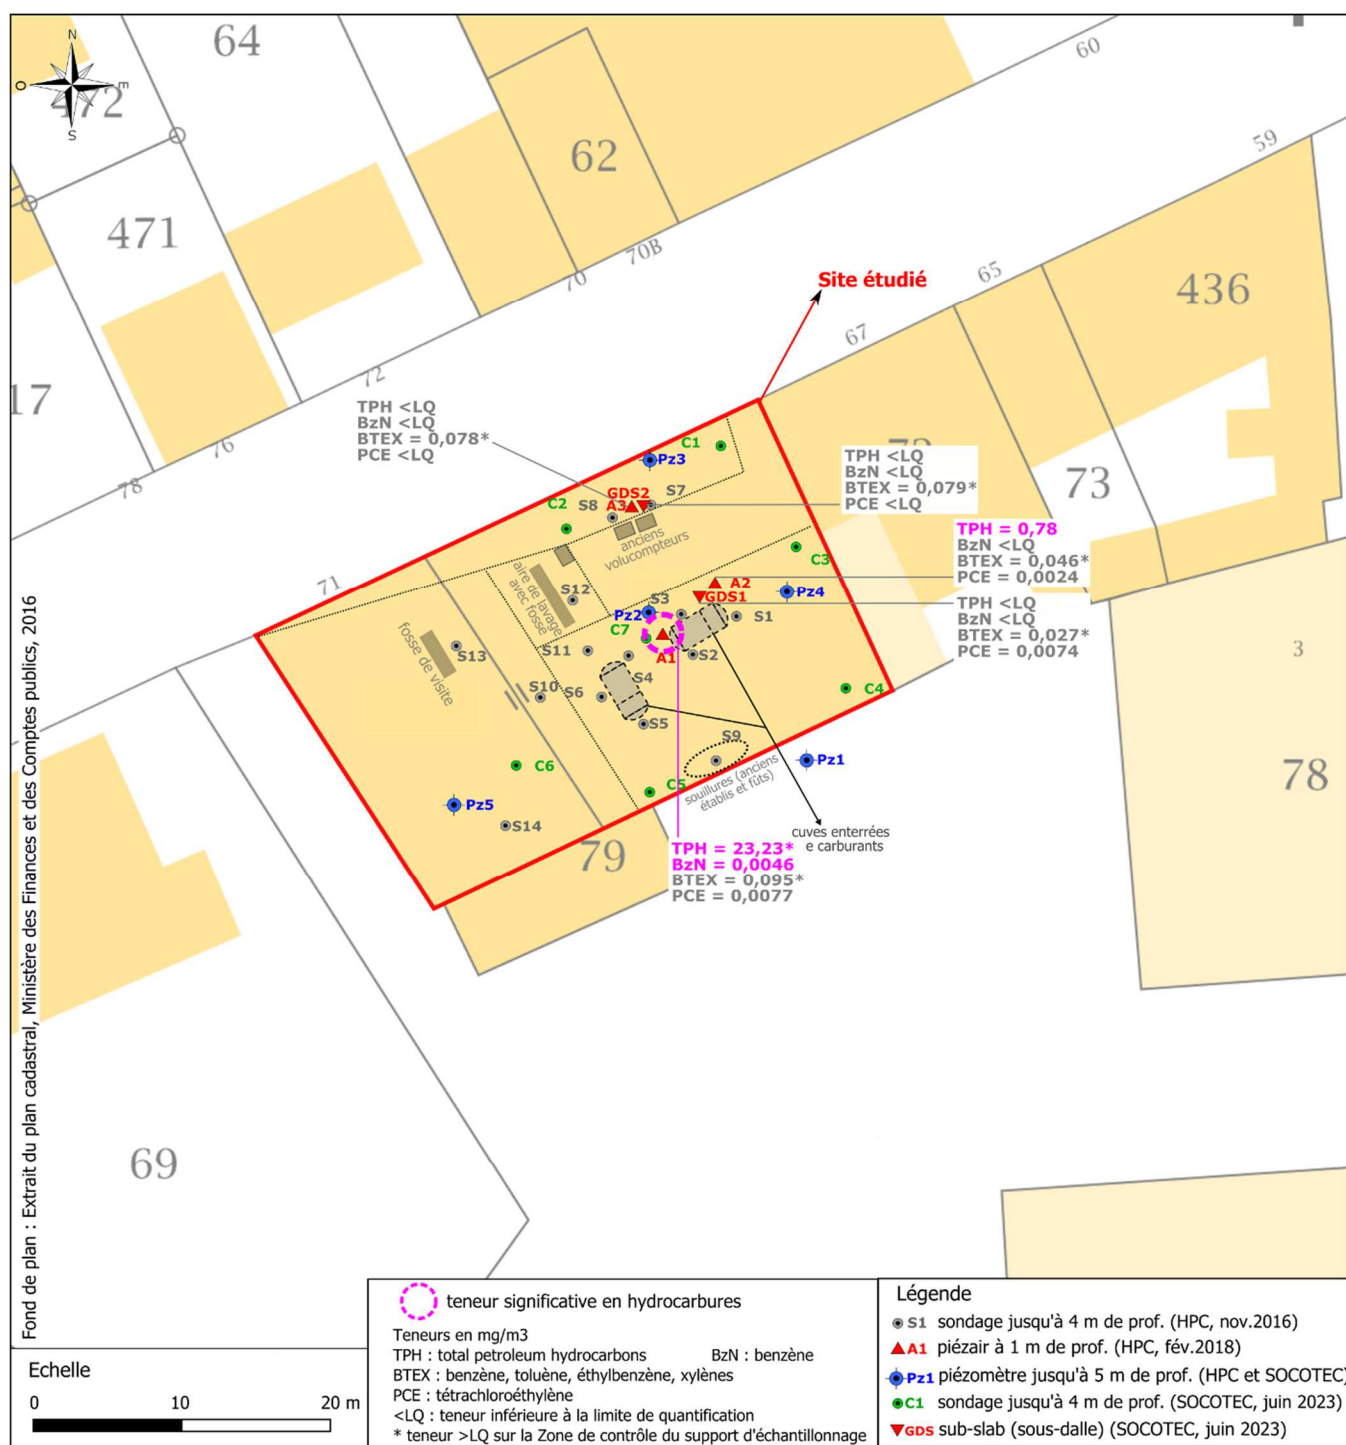 N
O
E
S
64
472
62
60
59
471
70B
70
65
436
Site étudié
67
17
72
76
78
TPH <LQ
BzN <LQ
BTEX = 0,078*
PCE <LQ
C1
Pz3
TPH <LQ
BzN <LQ
BTEX = 0,079*
PCE <LQ
73
GDS2
S7
C2
S8
A3
anciens
volucompteurs
TPH = 0,78
BzN <LQ
BTEX = 0,046*
PCE = 0,0024
C3
71
aire de lavage
avec fosse
S12
A2
Pz4
S3
GDS1
Pz2
S1
TPH <LQ
BzN <LQ
BTEX = 0,027*
PCE = 0,0074
fosse de visite
C7
S13
S11
A1
S2
3
S4
S10
S6
C4
S5
S9
Pz1
78
C6
C5
souillures (anciens
établis et fûts)
Pz5
S14
cuves enterrées
e carburants
79
TPH = 23,23*
BzN = 0,0046
BTEX = 0,095*
PCE = 0,0077
69
Fond de plan : Extrait du plan cadastral, Ministère des Finances et des Comptes publics, 2016
Echelle
0 10 20 m
teneur significative en hydrocarbures
Teneurs en mg/m3
TPH : total petroleum hydrocarbons BzN : benzène
BTEX : benzène, toluène, éthylbenzène, xylènes
PCE : tétrachloroéthylène
<LQ : teneur inférieure à la limite de quantification
* teneur >LQ sur la Zone de contrôle du support d'échantillonnage
Légende
S1 sondage jusqu'à 4 m de prof. (HPC, nov.2016)
A1 piézair à 1 m de prof. (HPC, fév.2018)
Pz1 piézomètre jusqu'à 5 m de prof. (HPC et SOCOTEC)
C1 sondage jusqu'à 4 m de prof. (SOCOTEC, juin 2023)
GDS sub-slab (sous-dalle) (SOCOTEC, juin 2023)